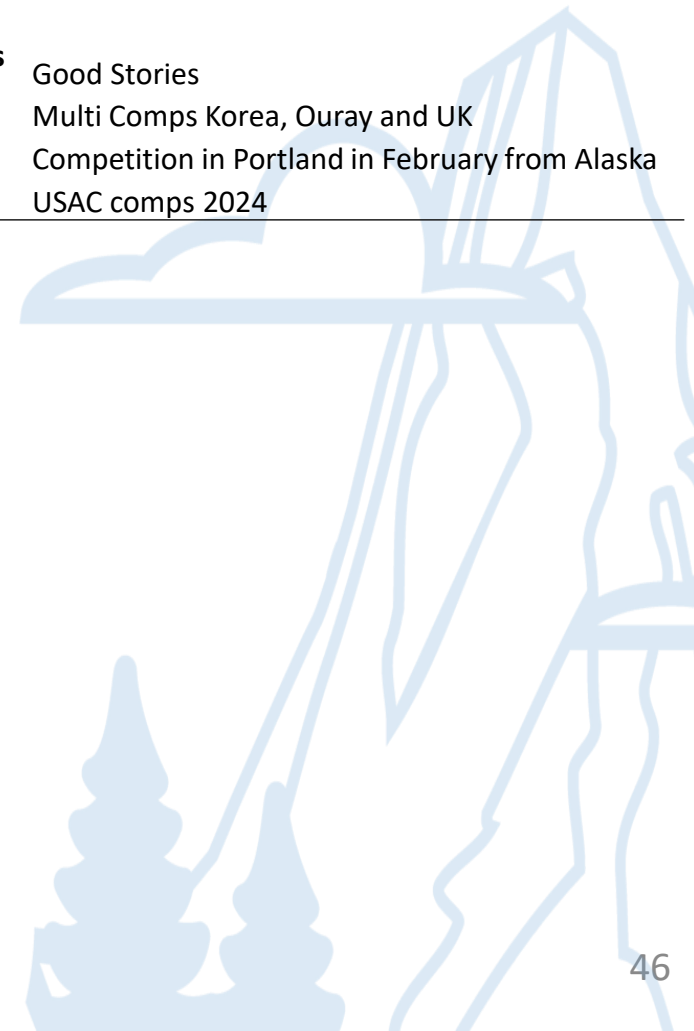 s
Good Stories
Multi Comps Korea, Ouray and UK
Competition in Portland in February from Alaska
USAC comps 2024
46